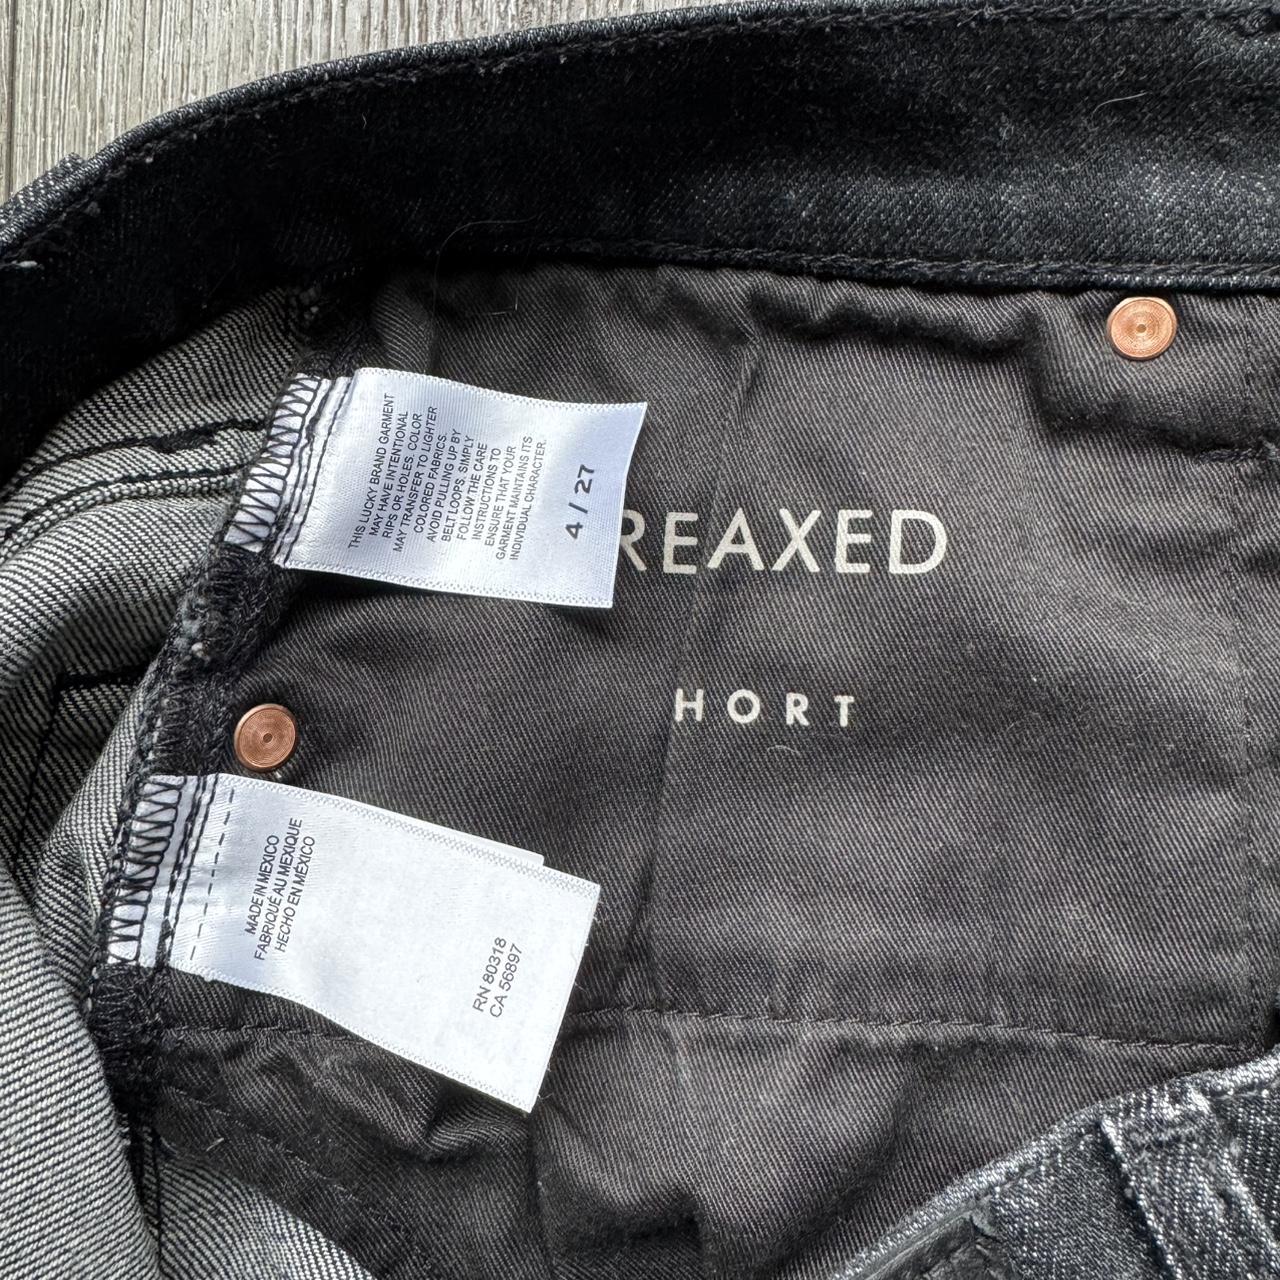 THIS LUCKY BRAND GARMENT
MAY HAVE INTENTIONAL
RIPS OR HOLES. COLOR
MAY TRANSFER TO LIGHTER
COLORED FABRICS.
AVOID PULLING UP BY
BELT LOOPS. SIMPLY
FOLLOW THE CARE
INSTRUCTIONS TO
ENSURE THAT YOUR
GARMENT MAINTAINS ITS
INDIVIDUAL CHARACTER.
4 / 27
REAXED
HORT
MADE IN MEXICO
FABRIQUÉ AU MEXIQUE
HECHO EN MÉXICO
RN 80318
CA 56897